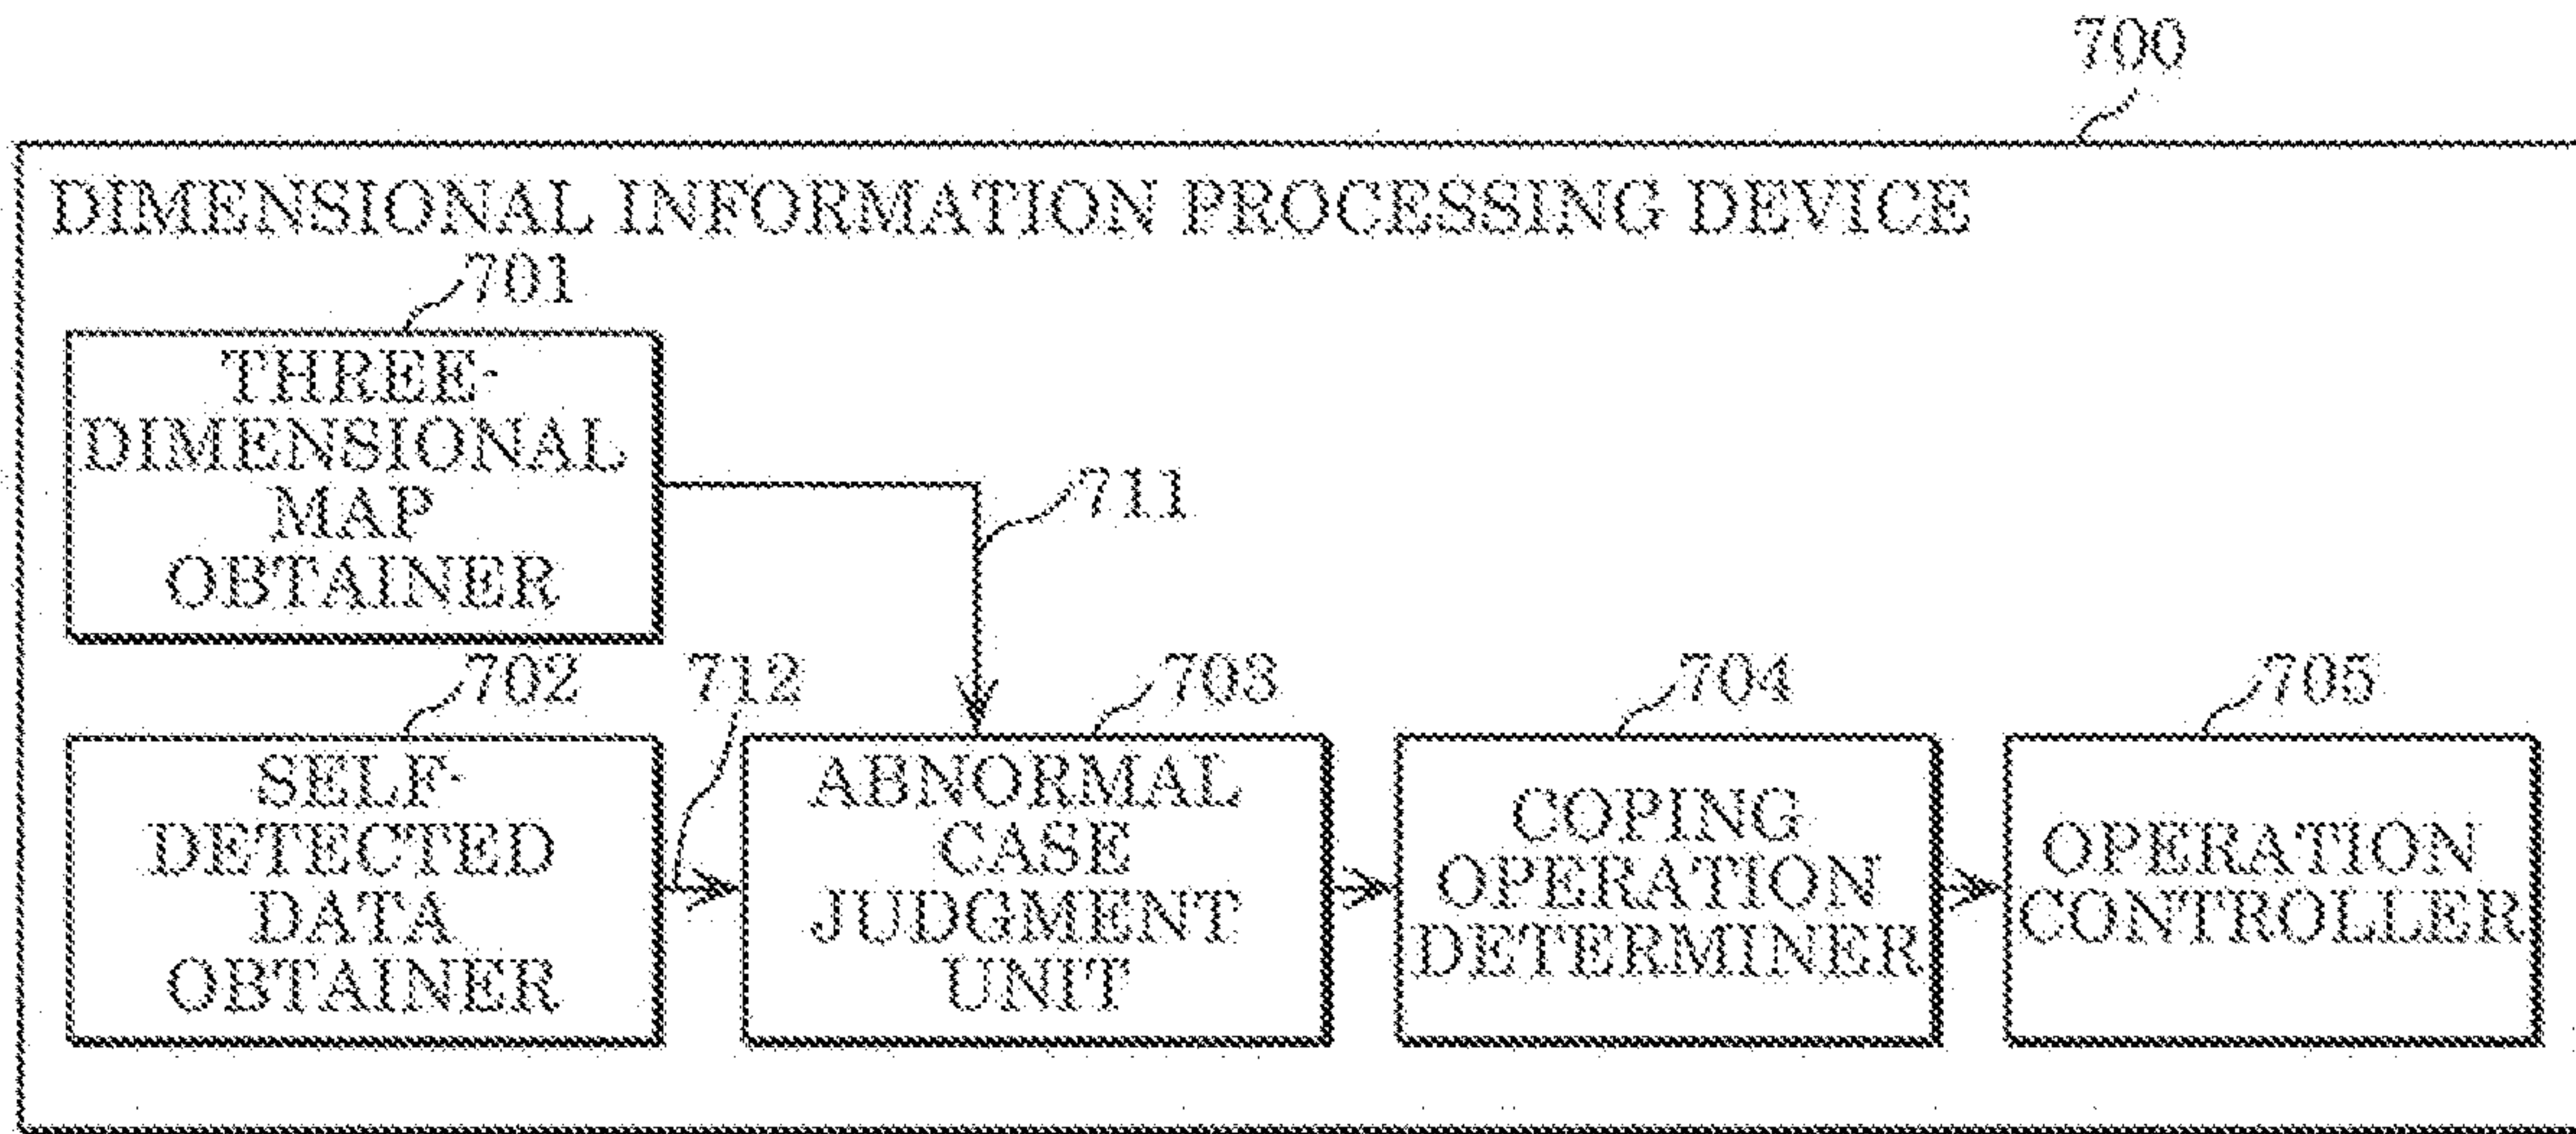 700
DIMENSIONAL INFORMATION PROCESSING DEVICE
701
THREE-
DIMENSIONAL
MAP
OBTAINER
711
702
SELF-
DETECTED
DATA
OBTAINER
712
703
ABNORMAL
CASE
JUDGMENT
UNIT
704
COPING
OPERATION
DETERMINER
705
OPERATION
CONTROLLER